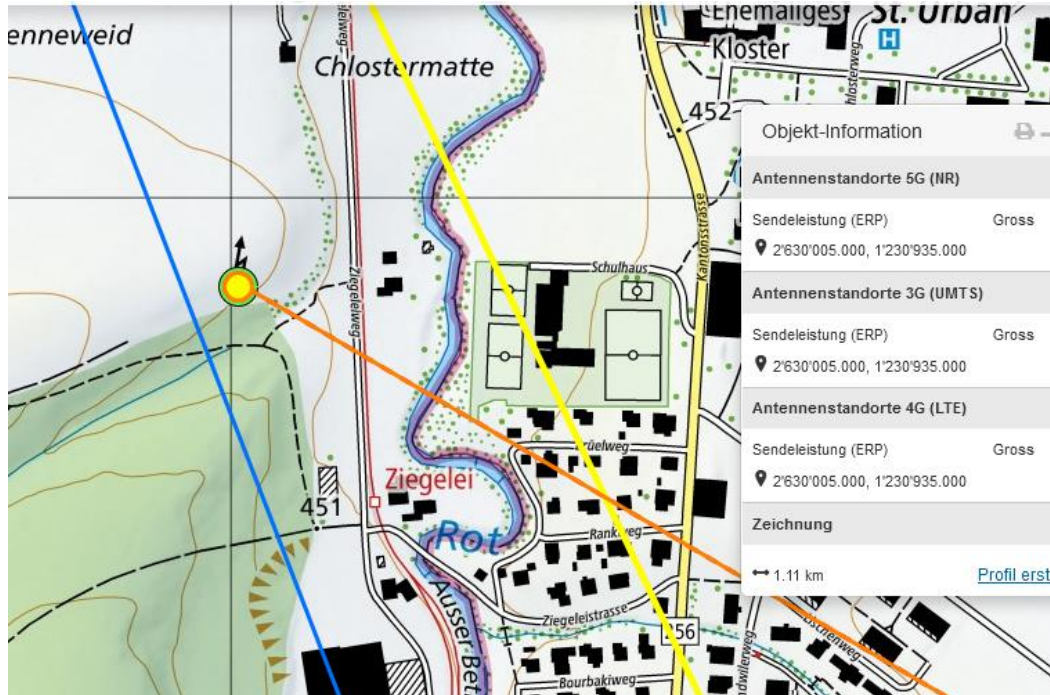 enneweid
Ehemaliges
St. Urban
H
Kloster
Chlostermatte
Ziegeleiweg
452
Kantonsstrasse
Schulhaus
Ziegeleiweg
Ziegelei
451
Rot
Rankweg
Ziegeleistrasse
256
Bourbakiweg
Objekt-Information
Antennenstandorte 5G (NR)
Sendeleistung (ERP) Gross
2'630'005.000, 1'230'935.000
Antennenstandorte 3G (UMTS)
Sendeleistung (ERP) Gross
2'630'005.000, 1'230'935.000
Antennenstandorte 4G (LTE)
Sendeleistung (ERP) Gross
2'630'005.000, 1'230'935.000
Zeichnung
1.11 km Profil erst